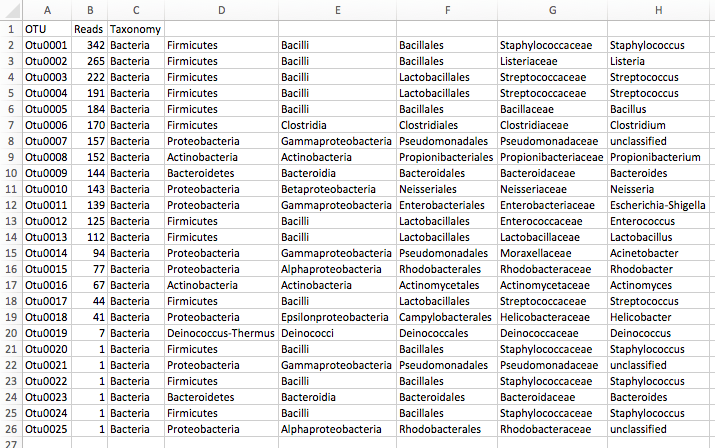 A B C D E F G H
1 OTU Reads Taxonomy
2 Otu0001 342 Bacteria Firmicutes Bacilli Bacillales Staphylococcaceae Staphylococcus
3 Otu0002 265 Bacteria Firmicutes Bacilli Bacillales Listeriaceae Listeria
4 Otu0003 222 Bacteria Firmicutes Bacilli Lactobacillales Streptococcaceae Streptococcus
5 Otu0004 191 Bacteria Firmicutes Bacilli Lactobacillales Streptococcaceae Streptococcus
6 Otu0005 184 Bacteria Firmicutes Bacilli Bacillales Bacillaceae Bacillus
7 Otu0006 170 Bacteria Firmicutes Clostridia Clostridiales Clostridiaceae Clostridium
8 Otu0007 157 Bacteria Proteobacteria Gammaproteobacteria Pseudomonadales Pseudomonadaceae unclassified
9 Otu0008 152 Bacteria Actinobacteria Actinobacteria Propionibacteriales Propionibacteriaceae Propionibacterium
10 Otu0009 144 Bacteria Bacteroidetes Bacteroidia Bacteroidales Bacteroidaceae Bacteroides
11 Otu0010 143 Bacteria Proteobacteria Betaproteobacteria Neisseriales Neisseriaceae Neisseria
12 Otu0011 139 Bacteria Proteobacteria Gammaproteobacteria Enterobacteriales Enterobacteriaceae Escherichia-Shigella
13 Otu0012 125 Bacteria Firmicutes Bacilli Lactobacillales Enterococcaceae Enterococcus
14 Otu0013 112 Bacteria Firmicutes Bacilli Lactobacillales Lactobacillaceae Lactobacillus
15 Otu0014 94 Bacteria Proteobacteria Gammaproteobacteria Pseudomonadales Moraxellaceae Acinetobacter
16 Otu0015 77 Bacteria Proteobacteria Alphaproteobacteria Rhodobacterales Rhodobacteraceae Rhodobacter
17 Otu0016 67 Bacteria Actinobacteria Actinobacteria Actinomycetales Actinomycetaceae Actinomyces
18 Otu0017 44 Bacteria Firmicutes Bacilli Lactobacillales Streptococcaceae Streptococcus
19 Otu0018 41 Bacteria Proteobacteria Epsilonproteobacteria Campylobacterales Helicobacteraceae Helicobacter
20 Otu0019 7 Bacteria Deinococcus-Thermus Deinococci Deinococcales Deinococcaceae Deinococcus
21 Otu0020 1 Bacteria Firmicutes Bacilli Bacillales Staphylococcaceae Staphylococcus
22 Otu0021 1 Bacteria Proteobacteria Gammaproteobacteria Pseudomonadales Pseudomonadaceae unclassified
23 Otu0022 1 Bacteria Firmicutes Bacilli Bacillales Staphylococcaceae Staphylococcus
24 Otu0023 1 Bacteria Bacteroidetes Bacteroidia Bacteroidales Bacteroidaceae Bacteroides
25 Otu0024 1 Bacteria Firmicutes Bacilli Bacillales Staphylococcaceae Staphylococcus
26 Otu0025 1 Bacteria Proteobacteria Alphaproteobacteria Rhodobacterales Rhodobacteraceae unclassified
27